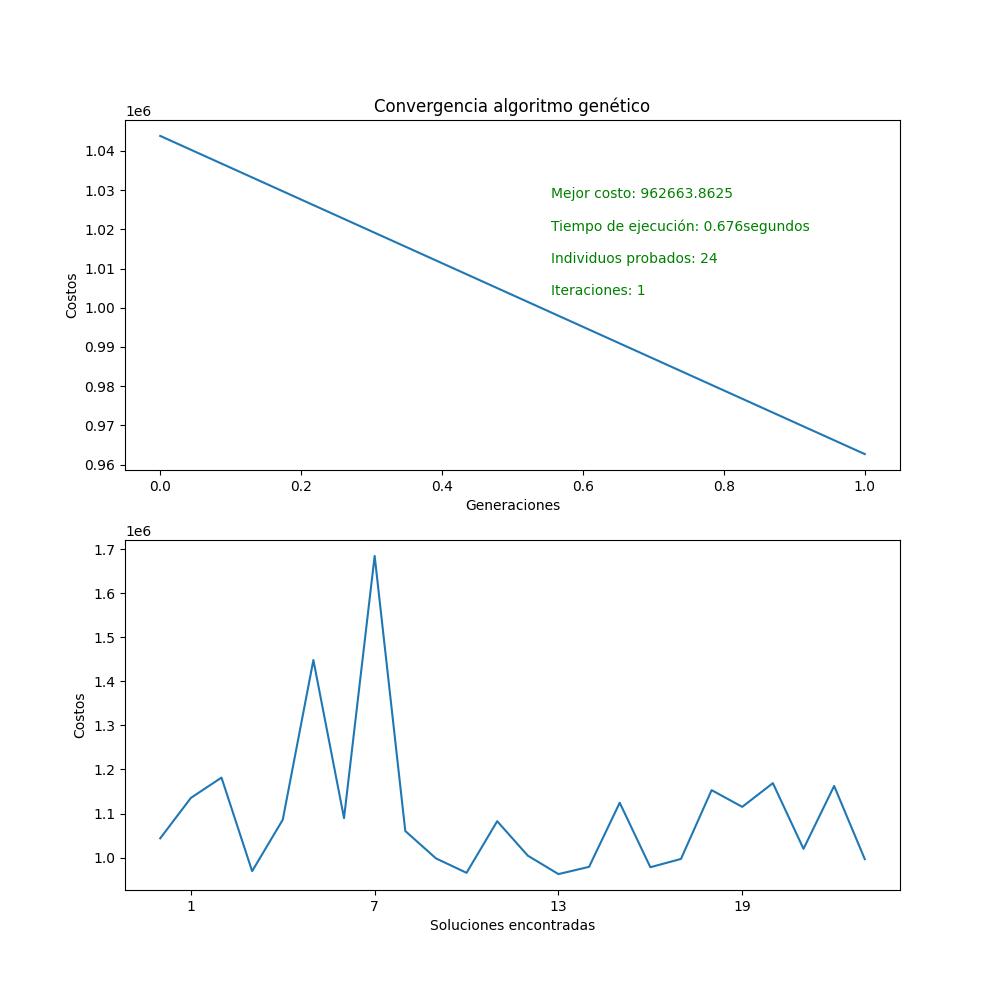 Convergencia algoritmo genético
1e6
1.04
1.03
1.02
1.01
1.00
0.99
0.98
0.97
0.96
Costos
Mejor costo: 962663.8625
Tiempo de ejecución: 0.676segundos
Individuos probados: 24
Iteraciones: 1
0.0 0.2 0.4 0.6 0.8 1.0
Generaciones
1e6
1.7
1.6
1.5
1.4
1.3
1.2
1.1
1.0
Costos
1 7 13 19
Soluciones encontradas